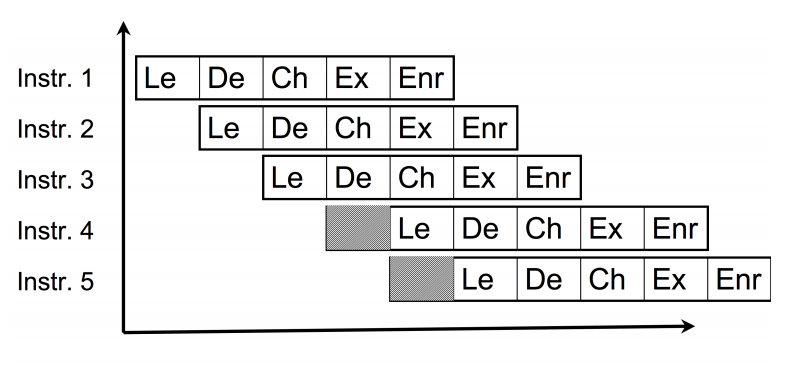 Instr. 1 Le De Ch Ex Enr
Instr. 2 Le De Ch Ex Enr
Instr. 3 Le De Ch Ex Enr
Instr. 4 Le De Ch Ex Enr
Instr. 5 Le De Ch Ex Enr